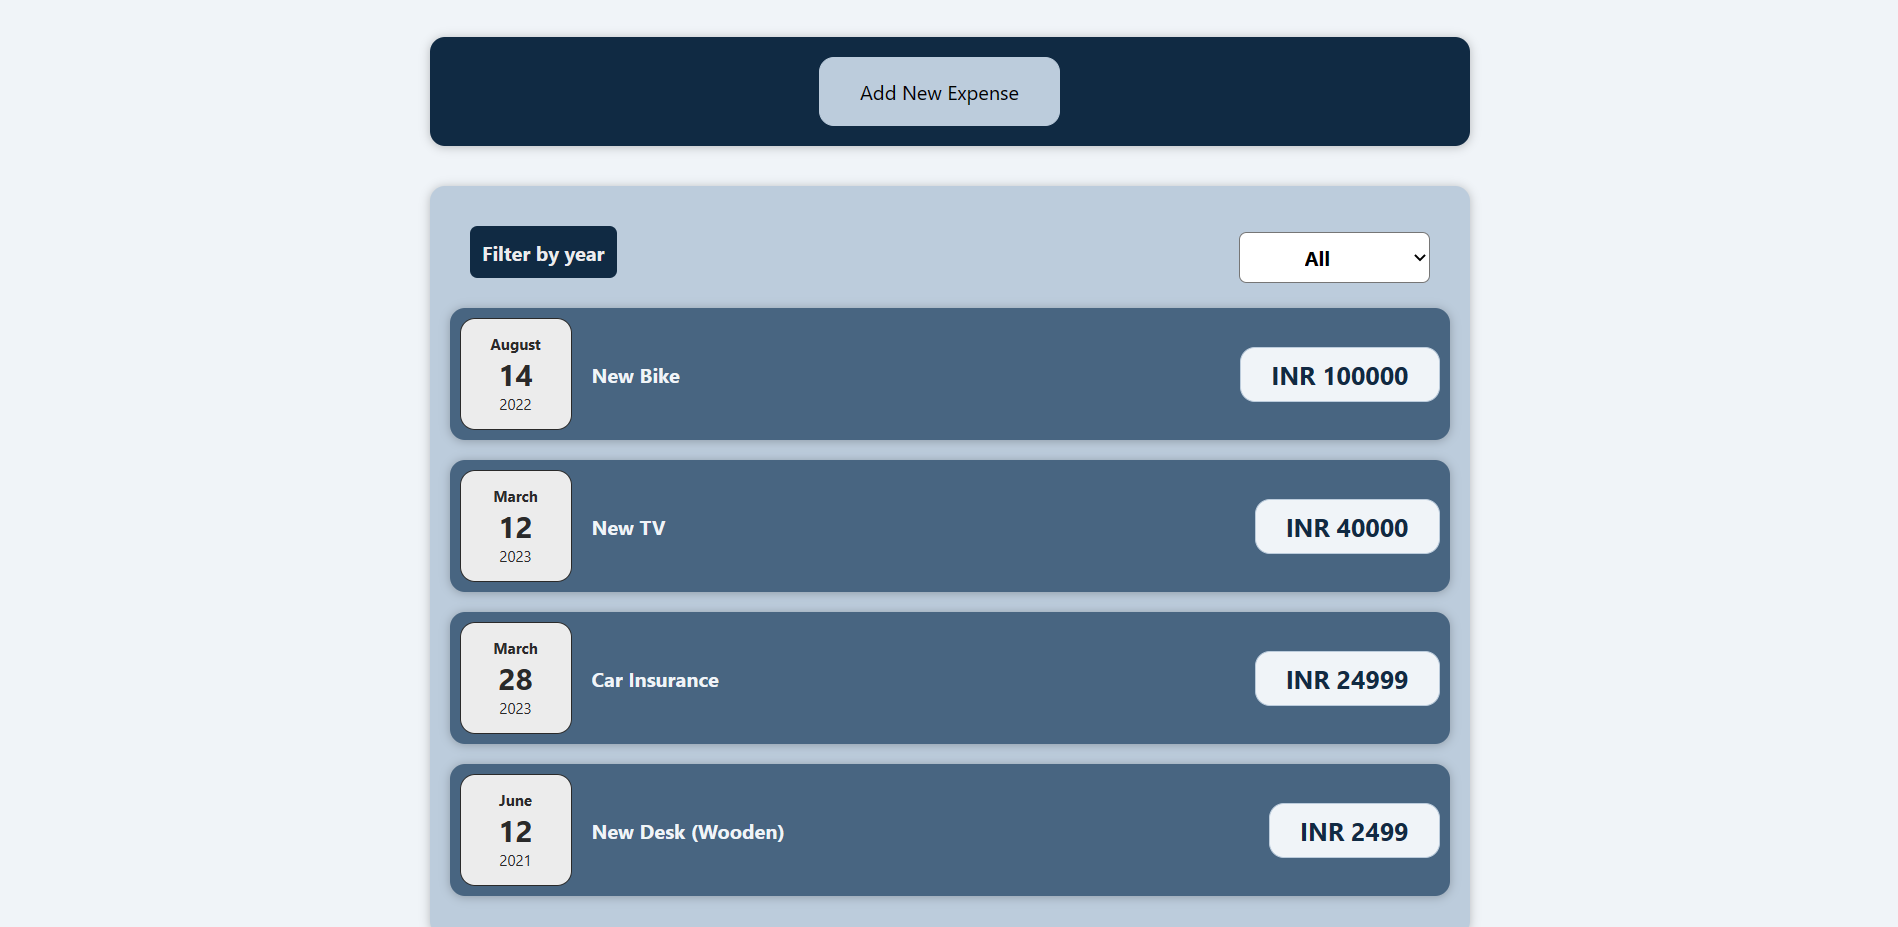 Add New Expense
Filter by year
All
August
14
2022
New Bike
INR 100000
March
12
2023
New TV
INR 40000
March
28
2023
Car Insurance
INR 24999
June
12
2021
New Desk (Wooden)
INR 2499